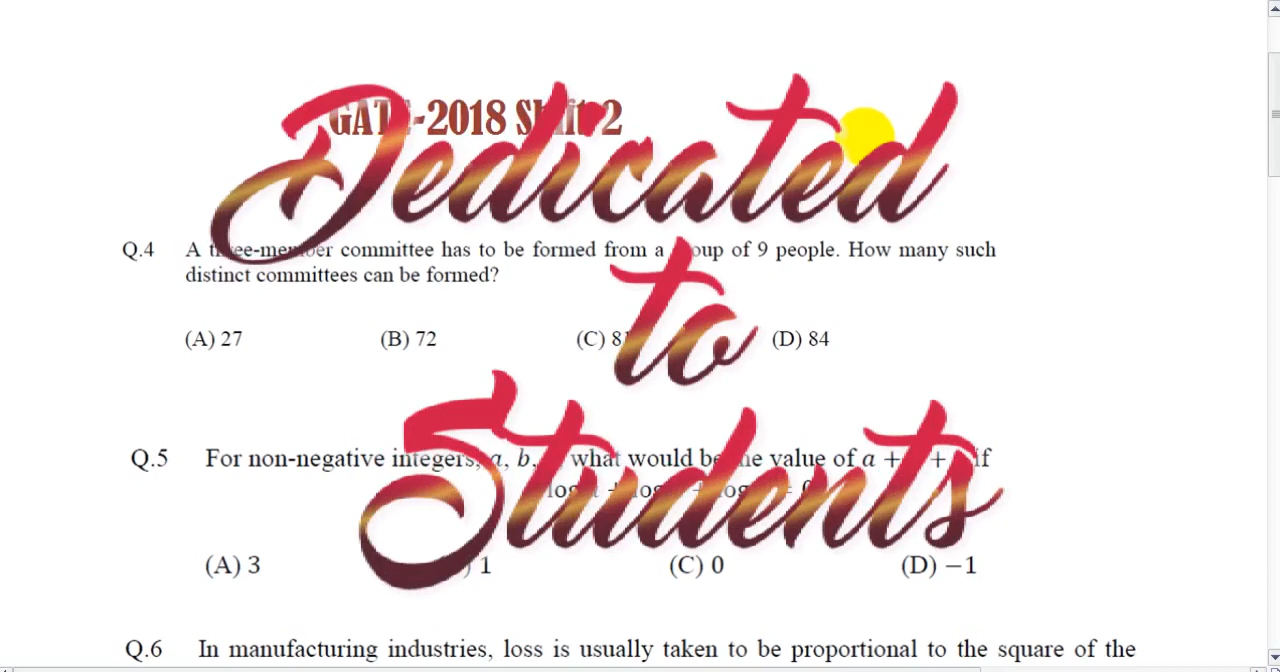 GATE-2018 Shift 2
Dedicated
to
Students
Q.4 A three-member committee has to be formed from a group of 9 people. How many such
distinct committees can be formed?
(A) 27 (B) 72 (C) (D) 84
Q.5 For non-negative integers, a, b, what would be the value of a + + if
log log log =
(A) 3 1 (C) 0 (D) −1
Q.6 In manufacturing industries, loss is usually taken to be proportional to the square of the